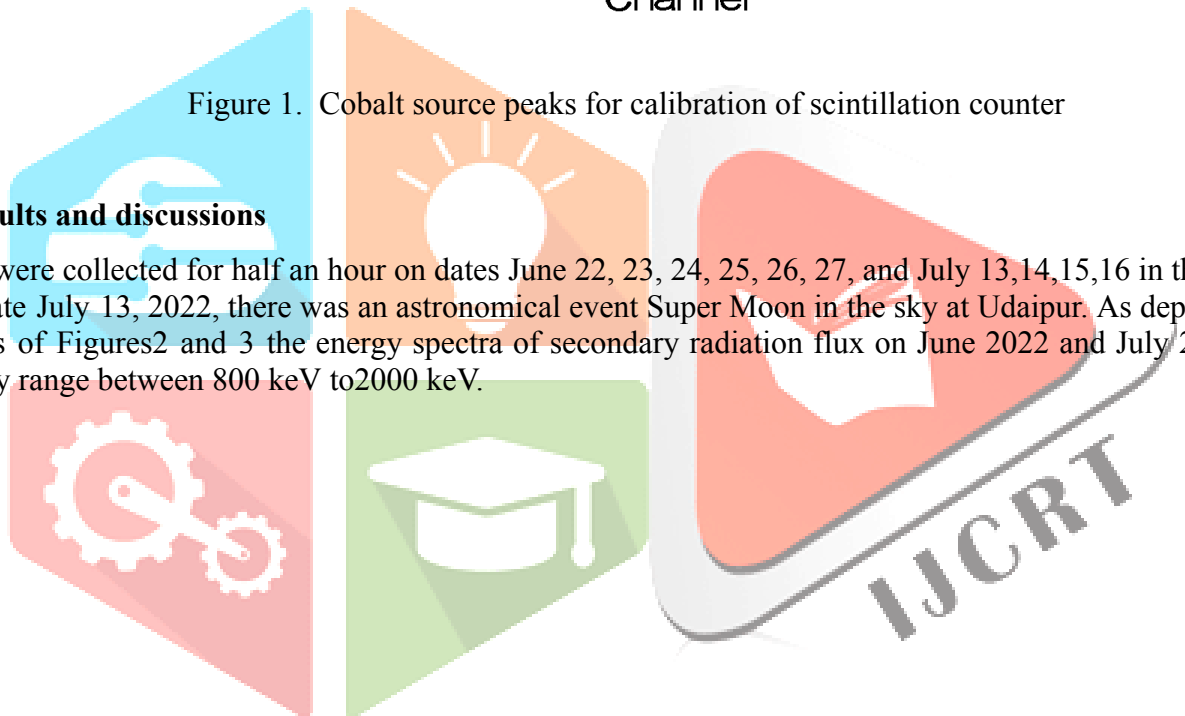 Channel
Figure 1. Cobalt source peaks for calibration of scintillation counter
ults and discussions
were collected for half an hour on dates June 22, 23, 24, 25, 26, 27, and July 13,14,15,16 in th
ate July 13, 2022, there was an astronomical event Super Moon in the sky at Udaipur. As dep
s of Figures2 and 3 the energy spectra of secondary radiation flux on June 2022 and July 2
y range between 800 keV to2000 keV.
IJCRT